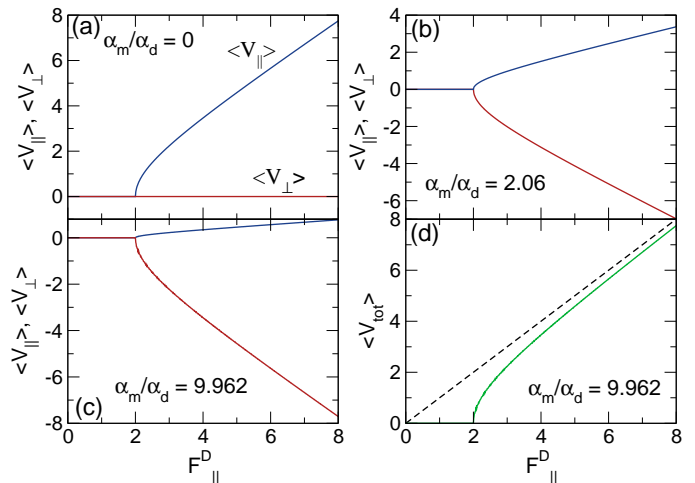 (a)
α_m/α_d = 0
<V_||>
<V_⊥>
<V_||>, <V_⊥>
8
6
4
2
0
(b)
α_m/α_d = 2.06
<V_||>, <V_⊥>
4
2
0
-2
-4
-6
(c)
α_m/α_d = 9.962
<V_||>, <V_⊥>
0
-2
-4
-6
-8
0 2 4 6 8
F^D_||
(d)
α_m/α_d = 9.962
<V_tot>
8
6
4
2
0
0 2 4 6 8
F^D_||